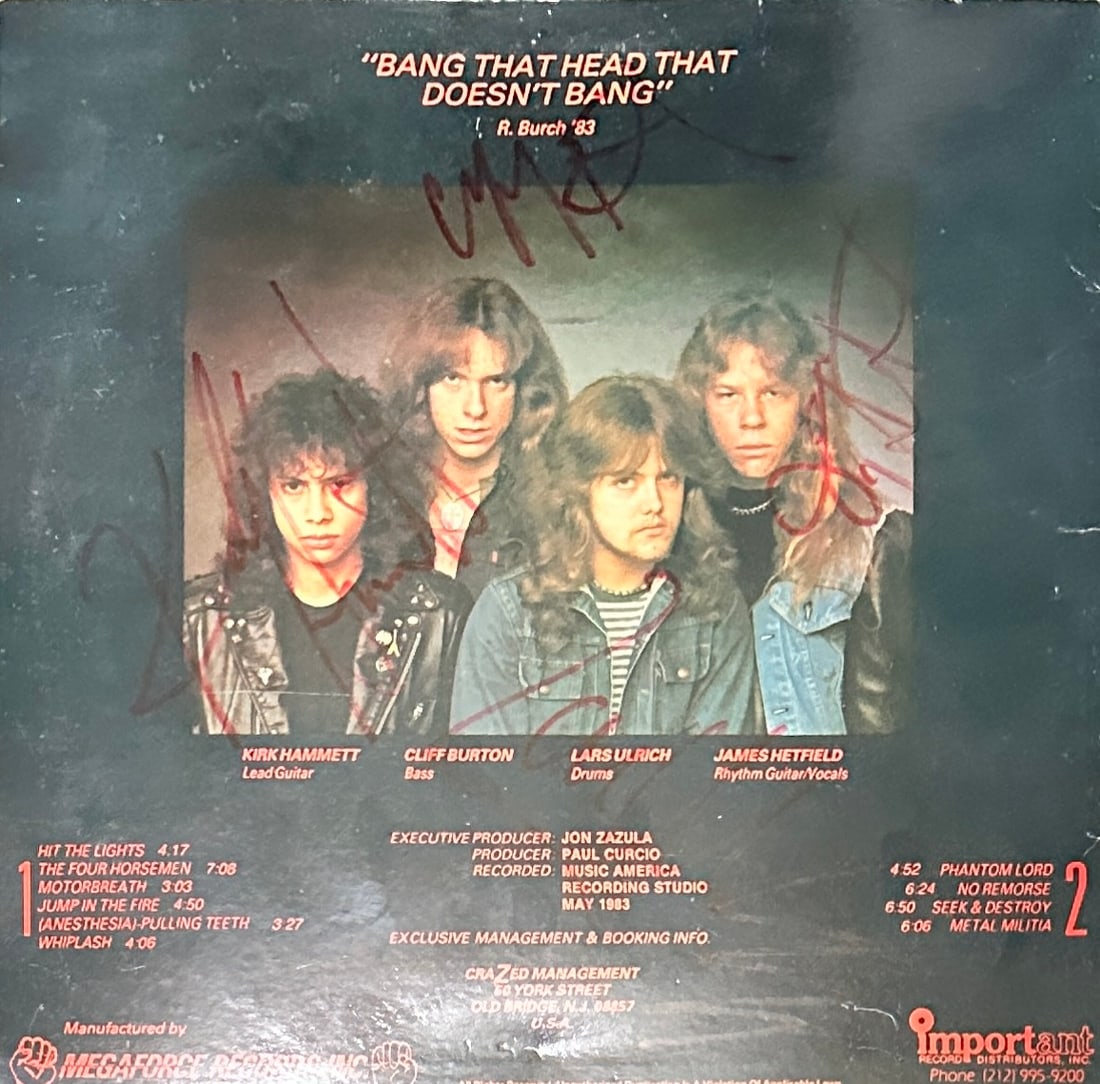 "BANG THAT HEAD THAT
DOESN'T BANG"
R. Burch '83
KIRK HAMMETT
Lead Guitar
CLIFF BURTON
Bass
LARS ULRICH
Drums
JAMES HETFIELD
Rhythm Guitar/Vocals
1
HIT THE LIGHTS 4.17
THE FOUR HORSEMEN 7:08
MOTORBREATH 3:03
JUMP IN THE FIRE 4:50
(ANESTHESIA)-PULLING TEETH 3:27
WHIPLASH 4:06
EXECUTIVE PRODUCER: JON ZAZULA
PRODUCER: PAUL CURCIO
RECORDED: MUSIC AMERICA
RECORDING STUDIO
MAY 1983
EXCLUSIVE MANAGEMENT & BOOKING INFO.
CRAZED MANAGEMENT
60 YORK STREET
OLD BRIDGE, N.J. 08857
U.S.A.
4:52 PHANTOM LORD
6:24 NO REMORSE
6:50 SEEK & DESTROY
6:06 METAL MILITIA
2
Manufactured by
MEGAFORCE RECORDS INC.
important
RECORD DISTRIBUTORS, INC.
Phone (212) 995-9200